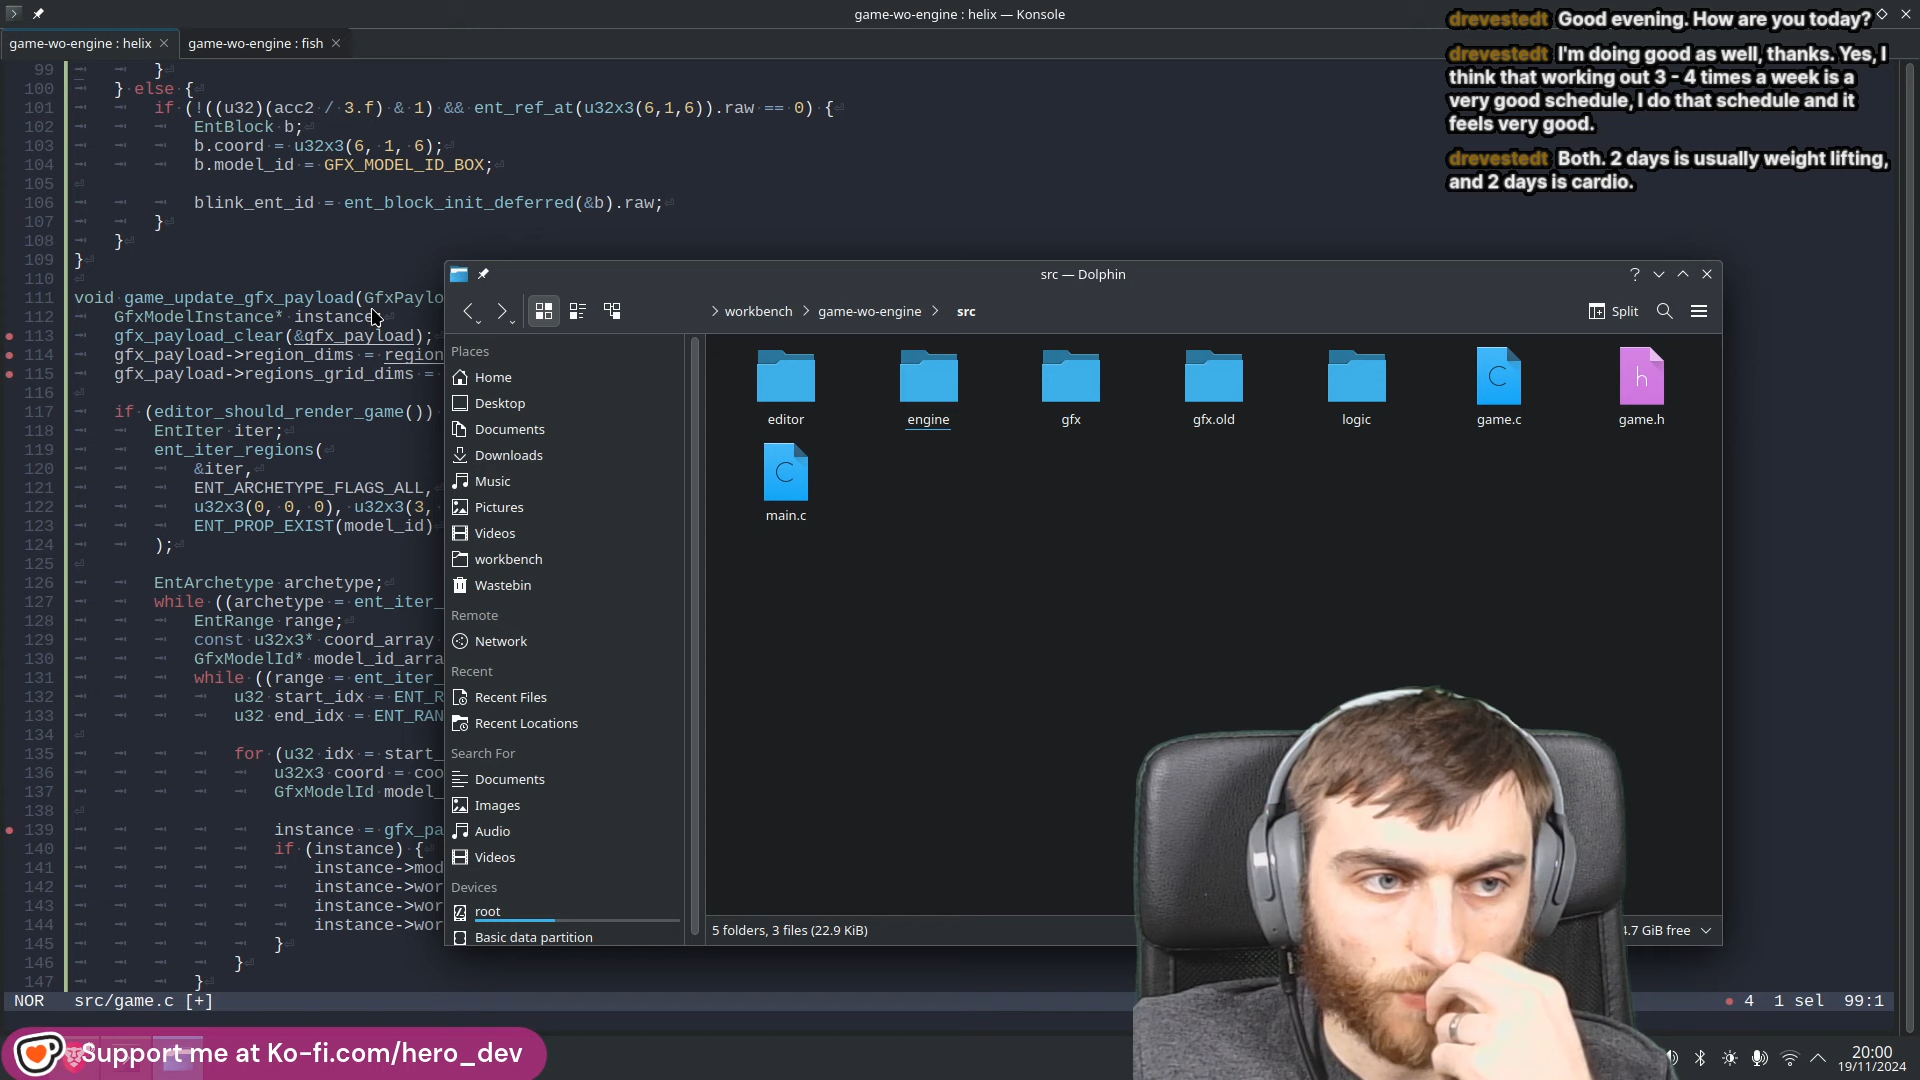 game-wo-engine : helix — Konsole
game-wo-engine : helix
game-wo-engine : fish
drevestedt Good evening. How are you today?
drevestedt I'm doing good as well, thanks. Yes, I
think that working out 3 - 4 times a week is a
very good schedule, I do that schedule and it
feels very good.
drevestedt Both. 2 days is usually weight lifting,
and 2 days is cardio.
99 }
100 } else {
101 if (!((u32)(acc2 / 3.f) & 1) && ent_ref_at(u32x3(6,1,6)).raw == 0) {
102 EntBlock b;
103 b.coord = u32x3(6, 1, 6);
104 b.model_id = GFX_MODEL_ID_BOX;
105
106 blink_ent_id = ent_block_init_deferred(&b).raw;
107 }
108 }
109 }
110
111 void game_update_gfx_payload(GfxPaylo
112 GfxModelInstance* instance
113 gfx_payload_clear(&gfx_payload);
114 gfx_payload->region_dims = region
115 gfx_payload->regions_grid_dims =
116
117 if (editor_should_render_game())
118 EntIter iter;
119 ent_iter_regions(
120 &iter,
121 ENT_ARCHETYPE_FLAGS_ALL,
122 u32x3(0, 0, 0), u32x3(3,
123 ENT_PROP_EXIST(model_id)
124 );
125
126 EntArchetype archetype;
127 while ((archetype = ent_iter_
128 EntRange range;
129 const u32x3* coord_array
130 GfxModelId* model_id_arra
131 while ((range = ent_iter_
132 u32 start_idx = ENT_R
133 u32 end_idx = ENT_RAN
134
135 for (u32 idx = start_
136 u32x3 coord = coo
137 GfxModelId model_
138
139 instance = gfx_pa
140 if (instance) {
141 instance->mod
142 instance->wor
143 instance->wor
144 instance->wor
145 }
146 }
147 }
NOR src/game.c [+]
4 1 sel 99:1
src — Dolphin
workbench
game-wo-engine
src
Split
Places
Home
Desktop
Documents
Downloads
Music
Pictures
Videos
workbench
Wastebin
Remote
Network
Recent
Recent Files
Recent Locations
Search For
Documents
Images
Audio
Videos
Devices
root
Basic data partition
editor
engine
gfx
gfx.old
logic
C
game.c
h
game.h
C
main.c
5 folders, 3 files (22.9 KiB)
4.7 GiB free
Support me at Ko-fi.com/hero_dev
20:00
19/11/2024